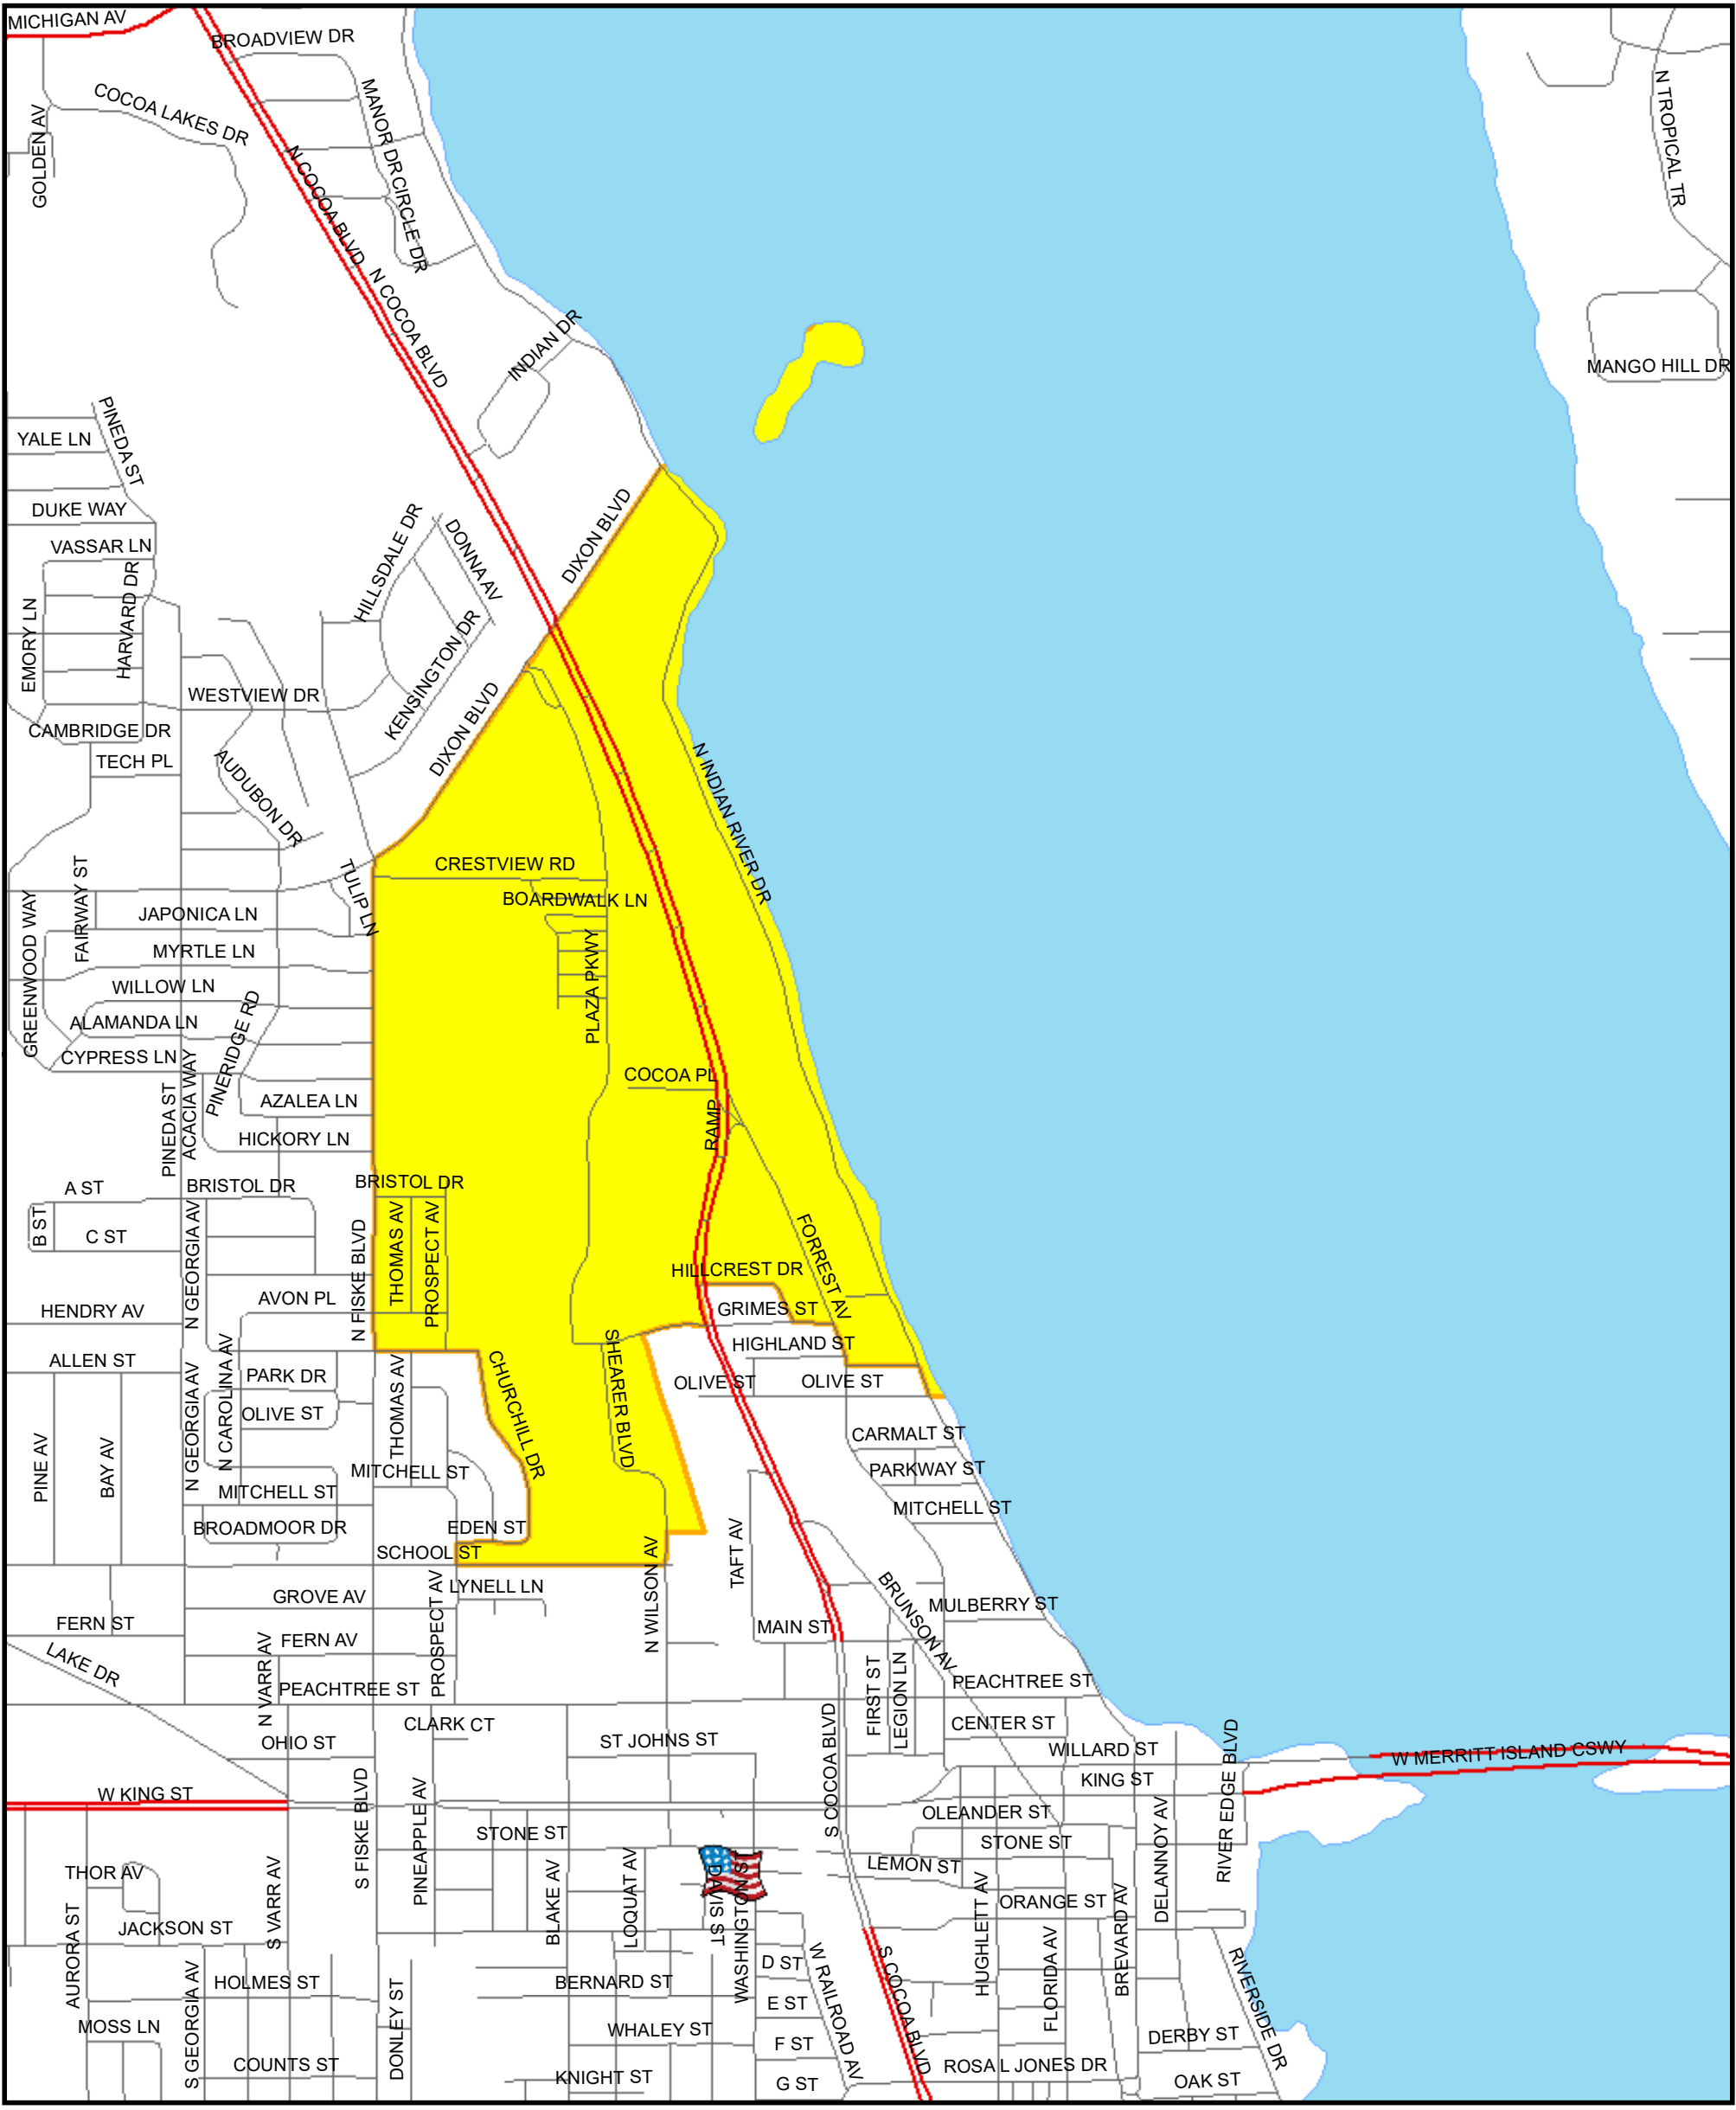 MICHIGAN AV
BROADVIEW DR
COCOA LAKES DR
MANOR DR
CIRCLE DR
GOLDEN AV
N COCOA BLVD
N COCOA BLVD
N TROPICAL TR
INDIAN DR
MANGO HILL DR
YALE LN
PINEDA ST
DUKE WAY
VASSAR LN
HILLSDALE DR
DONNA AV
DIXON BLVD
EMORY LN
HARVARD DR
KENSINGTON DR
WESTVIEW DR
CAMBRIDGE DR
DIXON BLVD
TECH PL
AUDUBON DR
N INDIAN RIVER DR
CRESTVIEW RD
TULIP LN
BOARDWALK LN
FAIRWAY ST
GREENWOOD WAY
JAPONICA LN
MYRTLE LN
PLAZA PKWY
WILLOW LN
ALAMANDA LN
PINERIDGE RD
CYPRESS LN
COCOA PL
PINEDA ST
ACACIA WAY
AZALEA LN
RAMP
HICKORY LN
A ST
BRISTOL DR
BRISTOL DR
B ST
C ST
N GEORGIA AV
N FISKE BLVD
THOMAS AV
PROSPECT AV
FORREST AV
HILLCREST DR
AVON PL
HENDRY AV
GRIMES ST
HIGHLAND ST
ALLEN ST
N GEORGIA AV
N CAROLINA AV
PARK DR
THOMAS AV
CHURCHILL DR
SHEARER BLVD
OLIVE ST
OLIVE ST
OLIVE ST
CARMALT ST
PINE AV
BAY AV
MITCHELL ST
PARKWAY ST
MITCHELL ST
MITCHELL ST
BROADMOOR DR
EDEN ST
SCHOOL ST
TAFT AV
N WILSON AV
LYNELL LN
GROVE AV
PROSPECT AV
BRUNSON AV
MULBERRY ST
FERN ST
MAIN ST
FERN AV
LAKE DR
N VARR AV
PEACHTREE ST
FIRST ST
LEGION LN
PEACHTREE ST
CLARK CT
CENTER ST
OHIO ST
ST JOHNS ST
S COCOA BLVD
WILLARD ST
RIVER EDGE BLVD
W MERRITT ISLAND CSWY
W KING ST
KING ST
S FISKE BLVD
PINEAPPLE AV
OLEANDER ST
STONE ST
STONE ST
DELANNOY AV
THOR AV
LEMON ST
BLAKE AV
LOQUAT AV
DAVIS ST
WASHINGTON ST
HUGHLETT AV
ORANGE ST
BREVARD AV
AURORA ST
JACKSON ST
S VARR AV
FLORIDA AV
D ST
W RAILROAD AV
S COCOA BLVD
RIVERSIDE DR
S GEORGIA AV
HOLMES ST
DONLEY ST
BERNARD ST
E ST
MOSS LN
WHALEY ST
F ST
DERBY ST
COUNTS ST
KNIGHT ST
G ST
ROSA L JONES DR
OAK ST